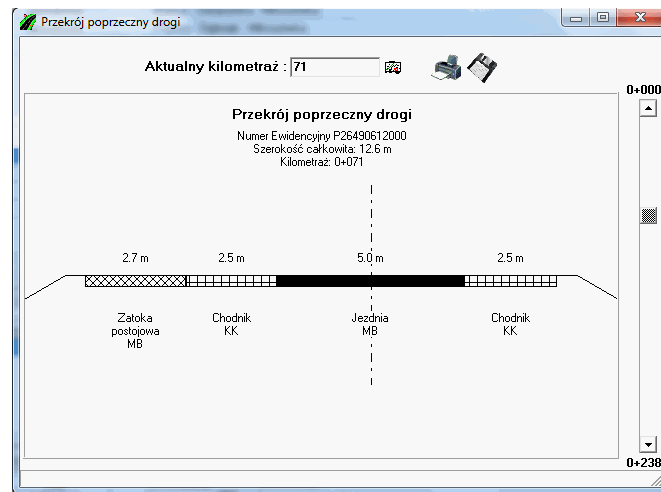 Przekrój poprzeczny drogi
Aktualny kilometraż : 71
0+000
Przekrój poprzeczny drogi
Numer Ewidencyjny P26490612000
Szerokość całkowita: 12.6 m
Kilometraż: 0+071
2.7 m 2.5 m 5.0 m 2.5 m
Zatoka postojowa MB
Chodnik KK
Jezdnia MB
Chodnik KK
0+238